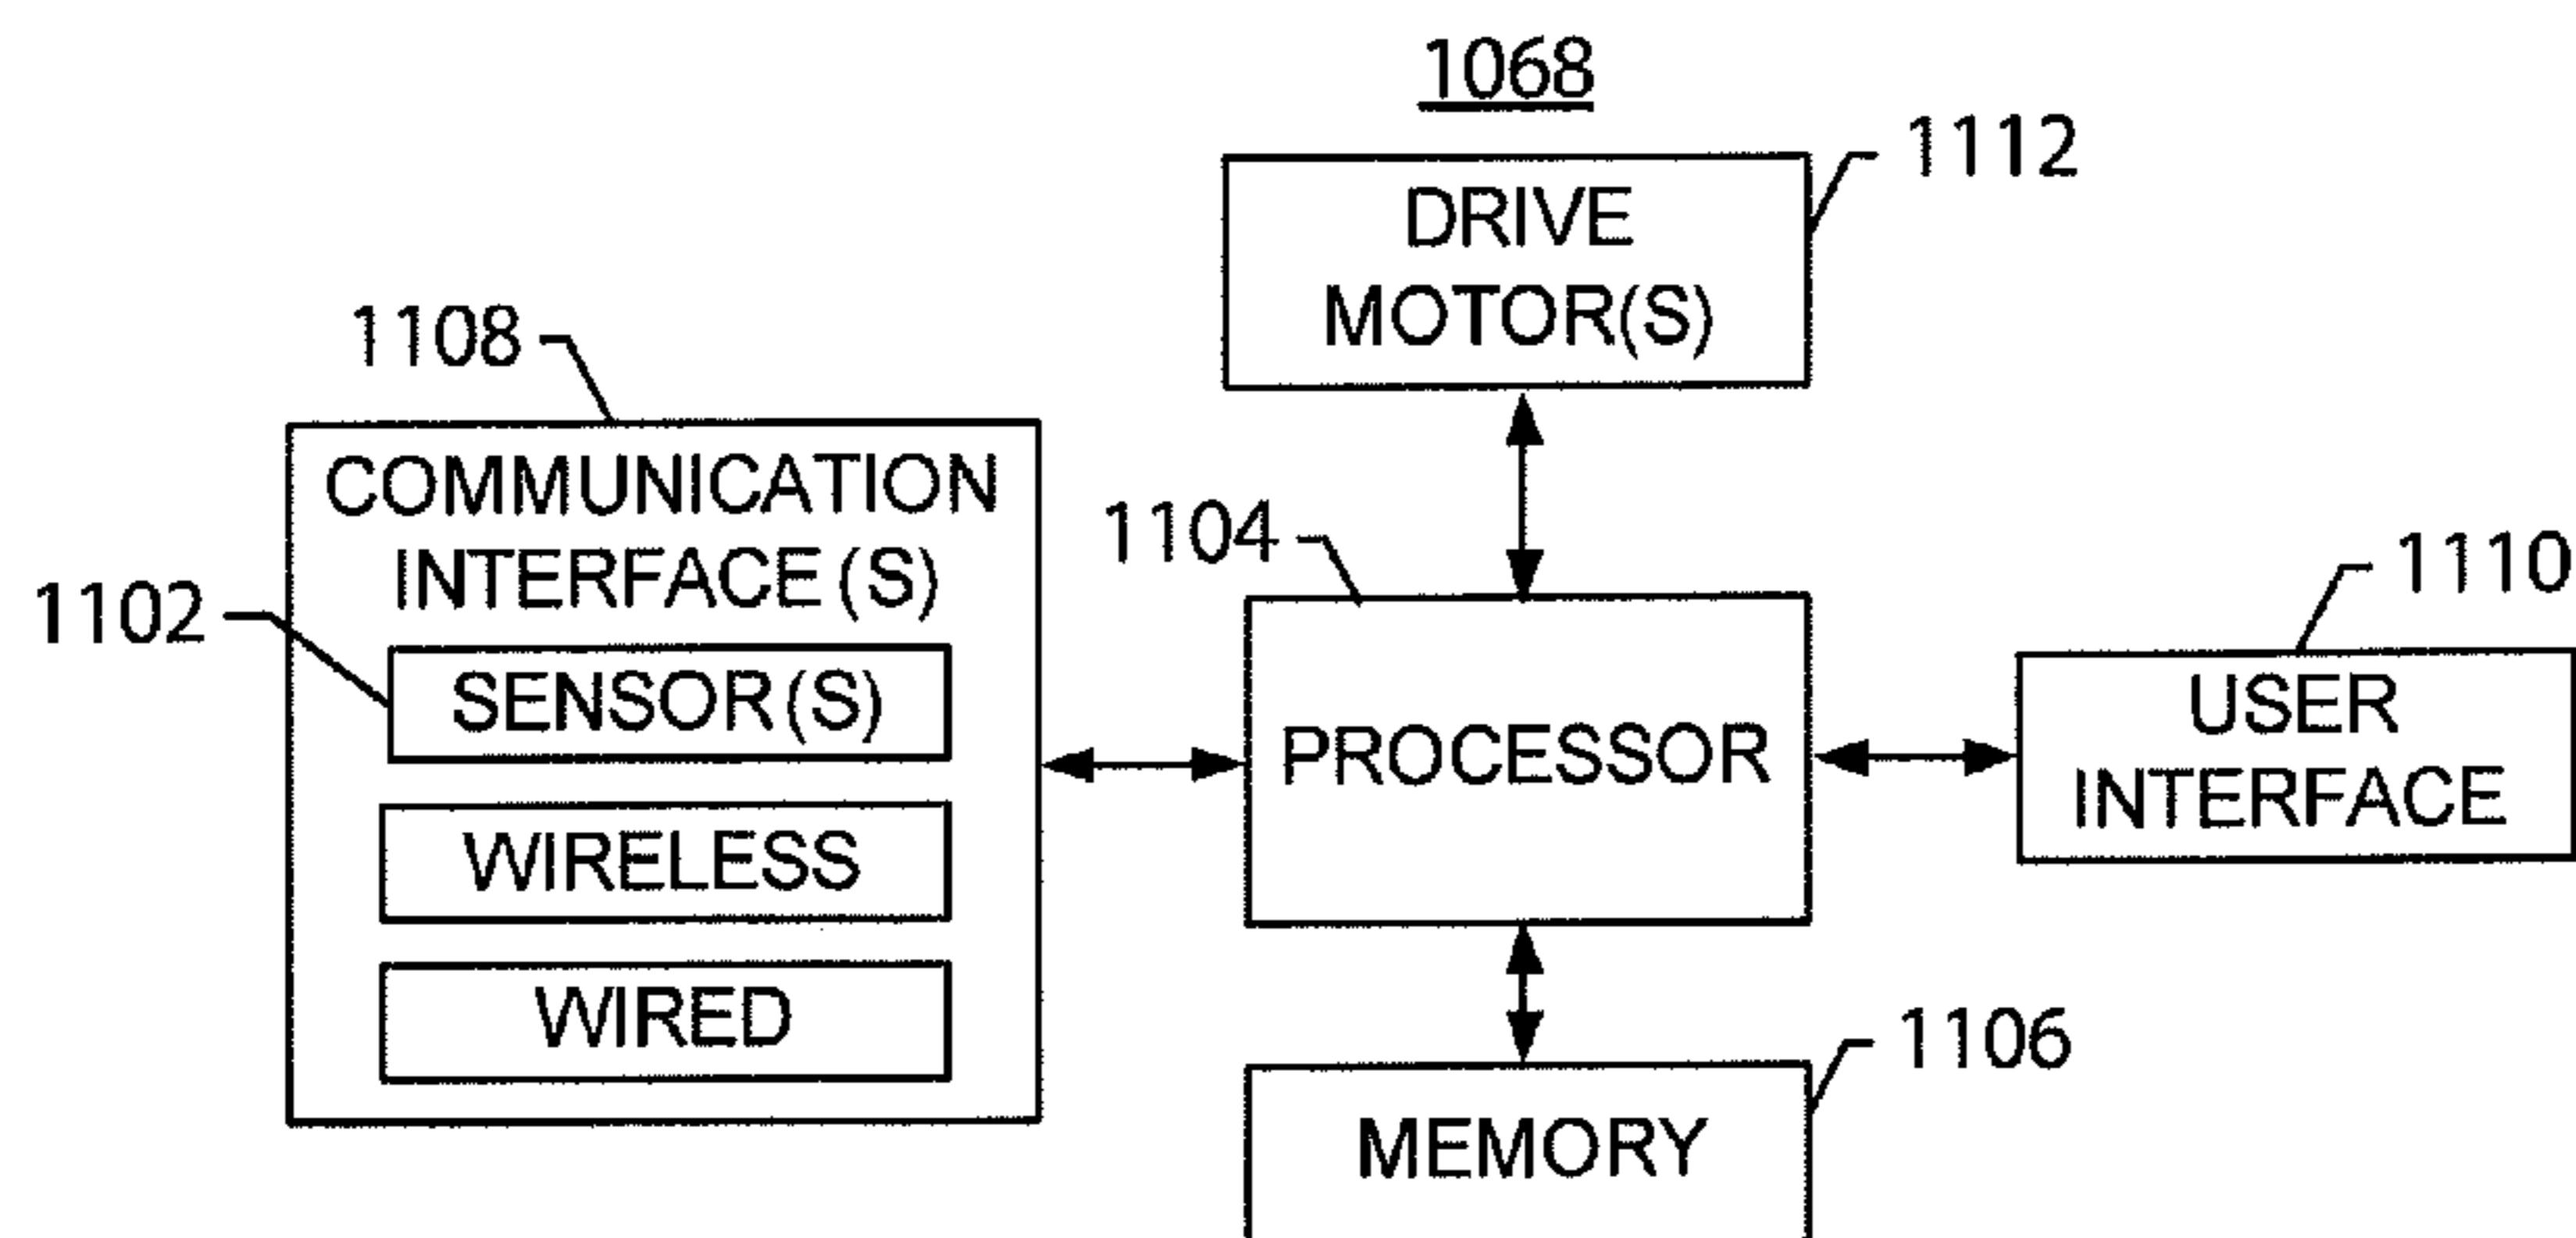 1068
1112
DRIVE
MOTOR(S)
1108
COMMUNICATION
INTERFACE(S)
1102
SENSOR(S)
WIRELESS
WIRED
1104
PROCESSOR
1110
USER
INTERFACE
1106
MEMORY